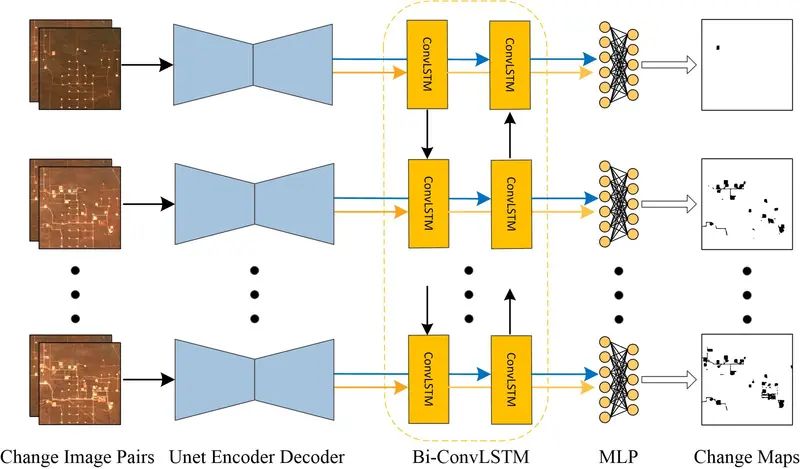 ConvLSTM
ConvLSTM
ConvLSTM
ConvLSTM
ConvLSTM
ConvLSTM
Change Image Pairs
Unet Encoder Decoder
Bi-ConvLSTM
MLP
Change Maps